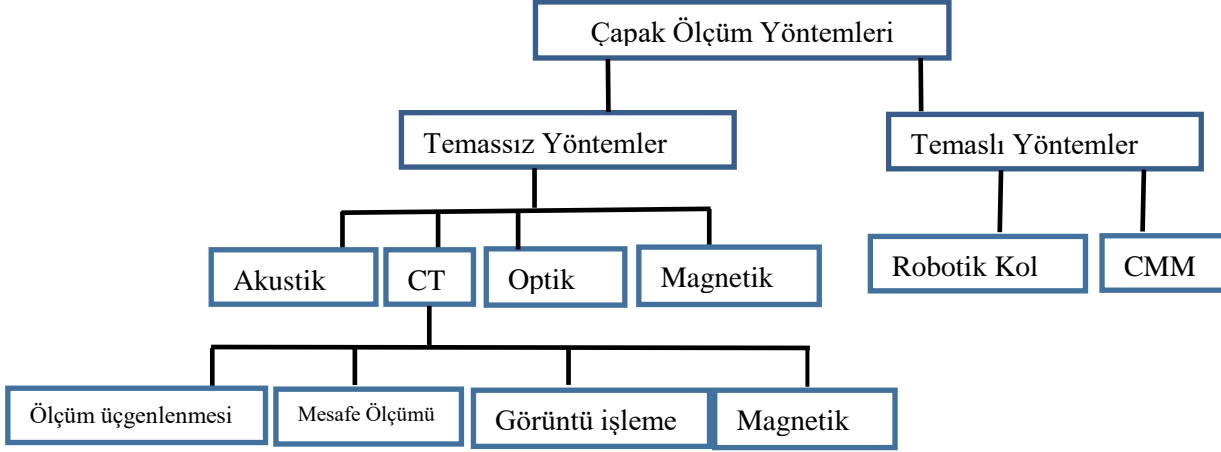 Çapak Ölçüm Yöntemleri
Temassız Yöntemler
Temaslı Yöntemler
Akustik
CT
Optik
Magnetik
Robotik Kol
CMM
Ölçüm üçgenlenmesi
Mesafe Ölçümü
Görüntü işleme
Magnetik